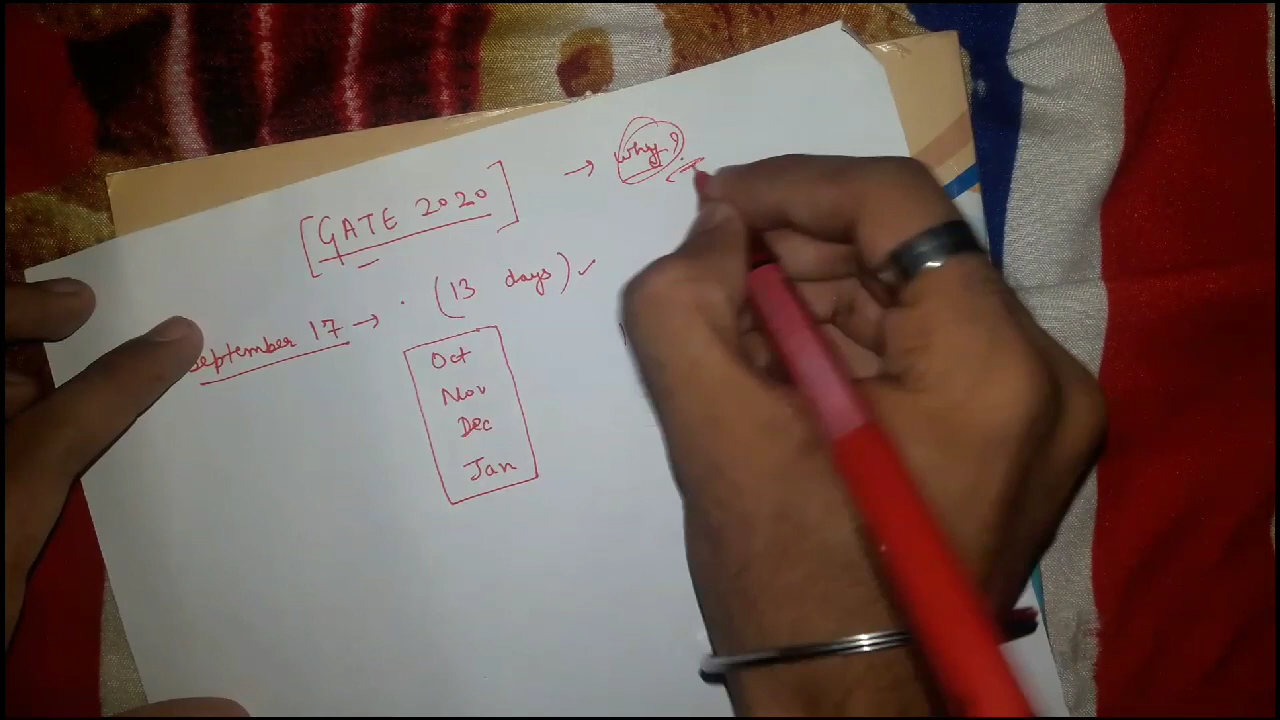 [GATE 2020] → why?
September 17 → . (13 days) ✓
Oct
Nov
Dec
Jan